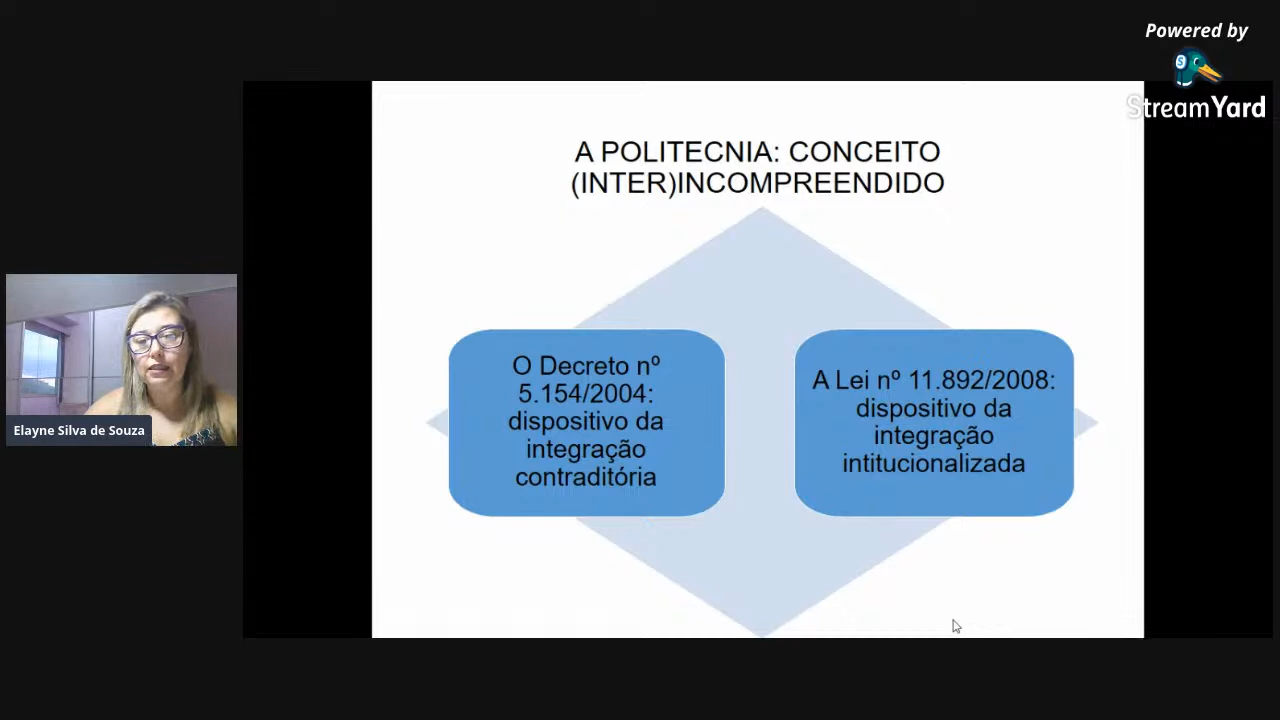 Powered by
StreamYard
A POLITECNIA: CONCEITO
(INTER)INCOMPREENDIDO
O Decreto nº
5.154/2004:
dispositivo da
integração
contraditória
A Lei nº 11.892/2008:
dispositivo da
integração
intitucionalizada
Elayne Silva de Souza